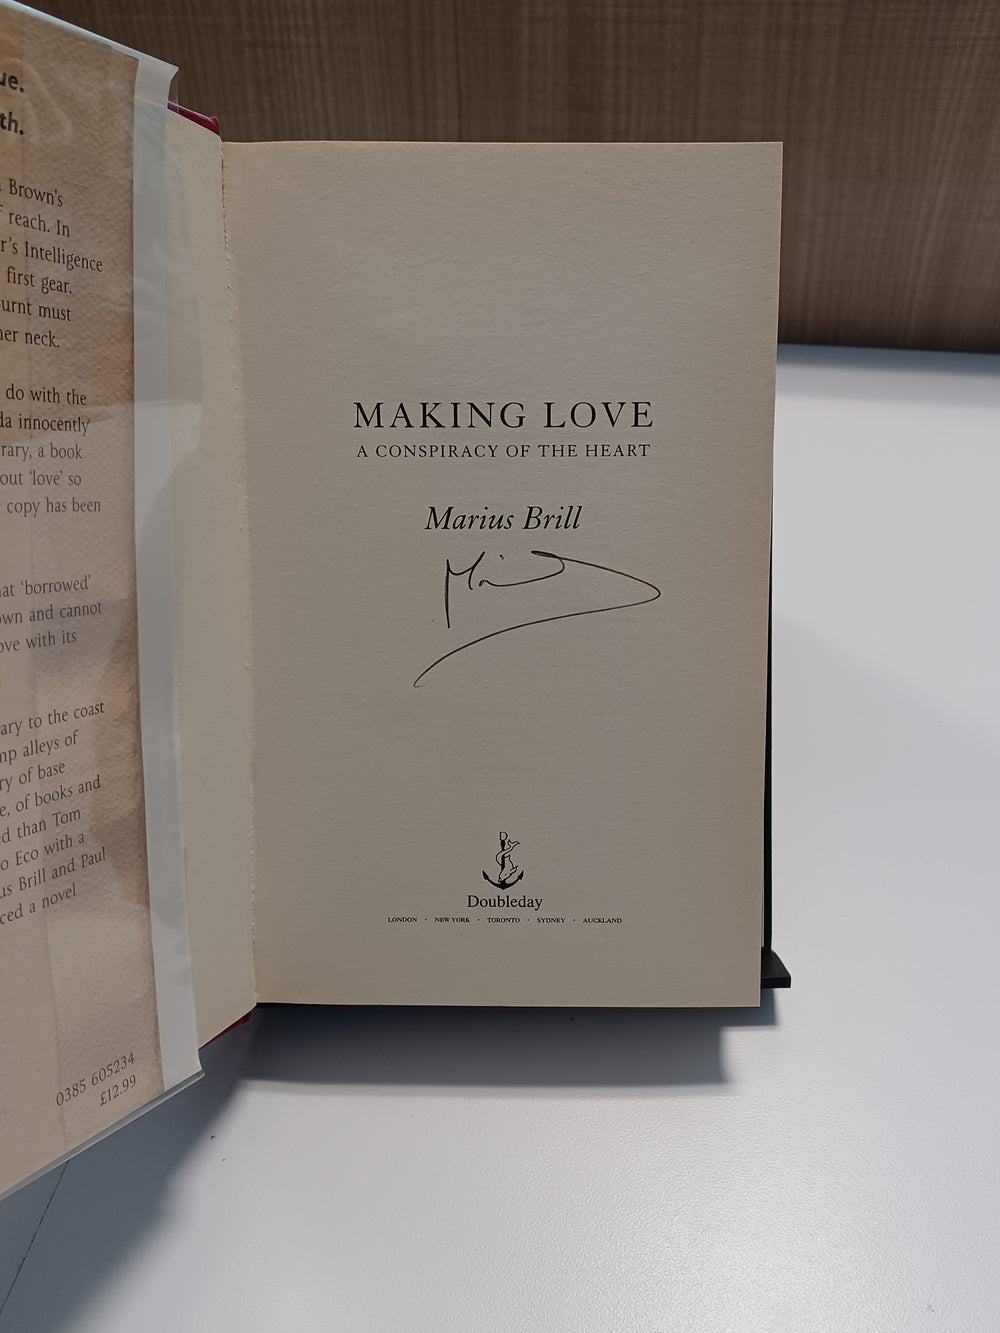 ue.
th.
Brown's
f reach. In
r's Intelligence
first gear.
urnt must
her neck.
do with the
da innocently
rary, a book
out 'love' so
copy has been
at 'borrowed'
own and cannot
ove with its
ary to the coast
mp alleys of
ry of base
e, of books and
d than Tom
o Eco with a
us Brill and Paul
ced a novel
0385 605234
£12.99
MAKING LOVE
A CONSPIRACY OF THE HEART
Marius Brill
D
Doubleday
LONDON · NEW YORK · TORONTO · SYDNEY · AUCKLAND